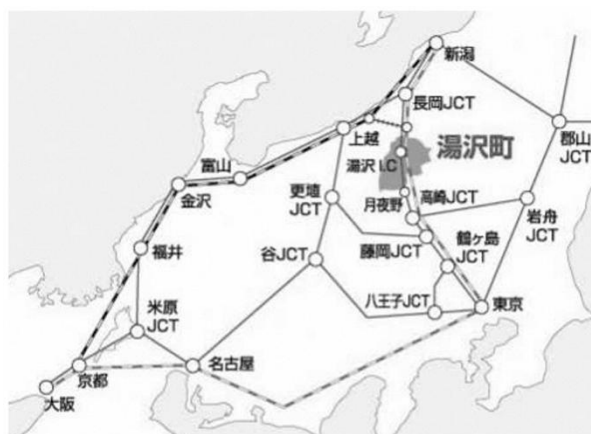 新潟
長岡JCT
上越
湯沢町
郡山
JCT
湯沢 I.C
富山
金沢
更埴
JCT
月夜野
高崎JCT
岩舟
JCT
福井
谷JCT
藤岡JCT
鶴ヶ島
JCT
米原
JCT
八王子JCT
東京
京都
名古屋
大阪